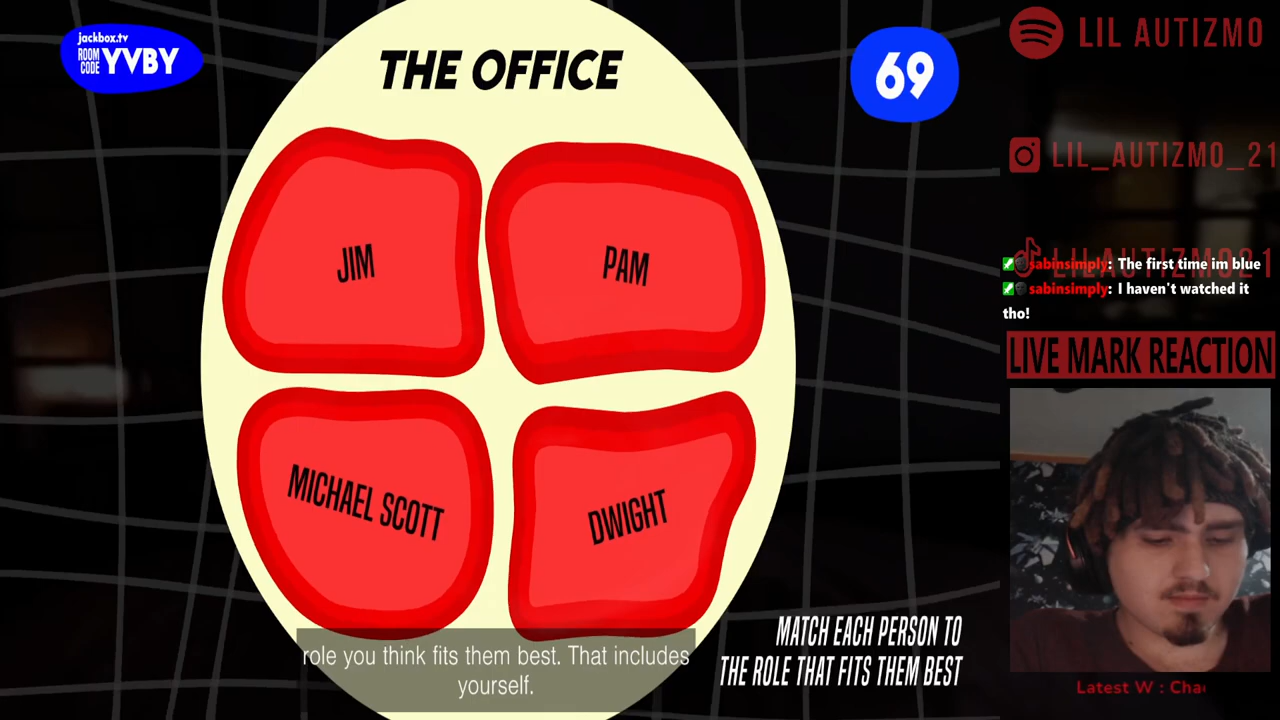 jackbox.tv
ROOM
CODE
YVBY
THE OFFICE
69
JIM
PAM
MICHAEL SCOTT
DWIGHT
role you think fits them best. That includes
yourself.
MATCH EACH PERSON TO
THE ROLE THAT FITS THEM BEST
LIL AUTIZMO
LIL_AUTIZMO_21
LILAUTIZMO21
sabinsimply: The first time im blue
sabinsimply: I haven't watched it
tho!
LIVE MARK REACTION
Latest W : Cha